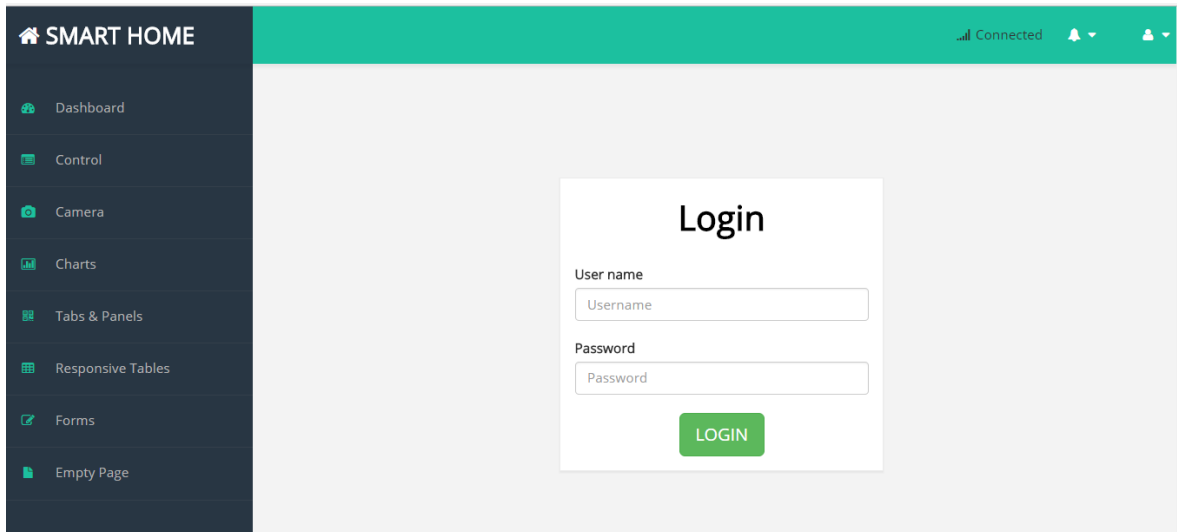 SMART HOME
Connected
Dashboard
Control
Camera
Charts
Tabs & Panels
Responsive Tables
Forms
Empty Page
Login
User name
Username
Password
Password
LOGIN